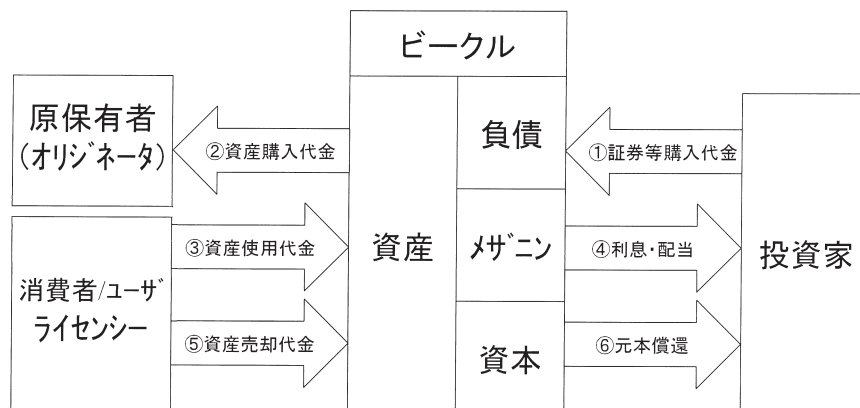 ビークル
原保有者
（オリジネータ）
②資産購入代金
負債
①証券等購入代金
③資産使用代金
資産
メザニン
④利息・配当
投資家
消費者/ユーザ
ライセンシー
⑤資産売却代金
資本
⑥元本償還